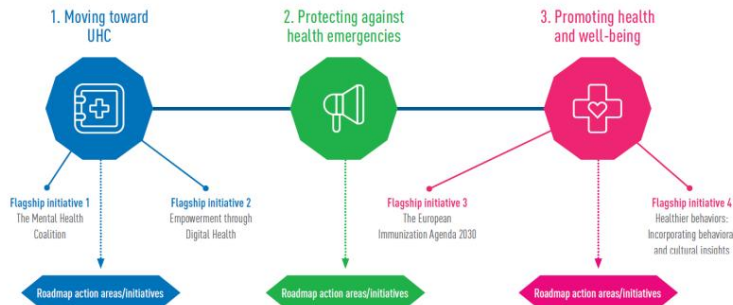 1. Moving toward
UHC
2. Protecting against
health emergencies
3. Promoting health
and well-being
Flagship initiative 1
The Mental Health
Coalition
Flagship initiative 2
Empowerment through
Digital Health
Flagship initiative 3
The European
Immunization Agenda 2030
Flagship initiative 4
Healthier behaviors:
Incorporating behaviora
and cultural insights
Roadmap action areas/initiatives
Roadmap action areas/initiatives
Roadmap action areas/initiatives